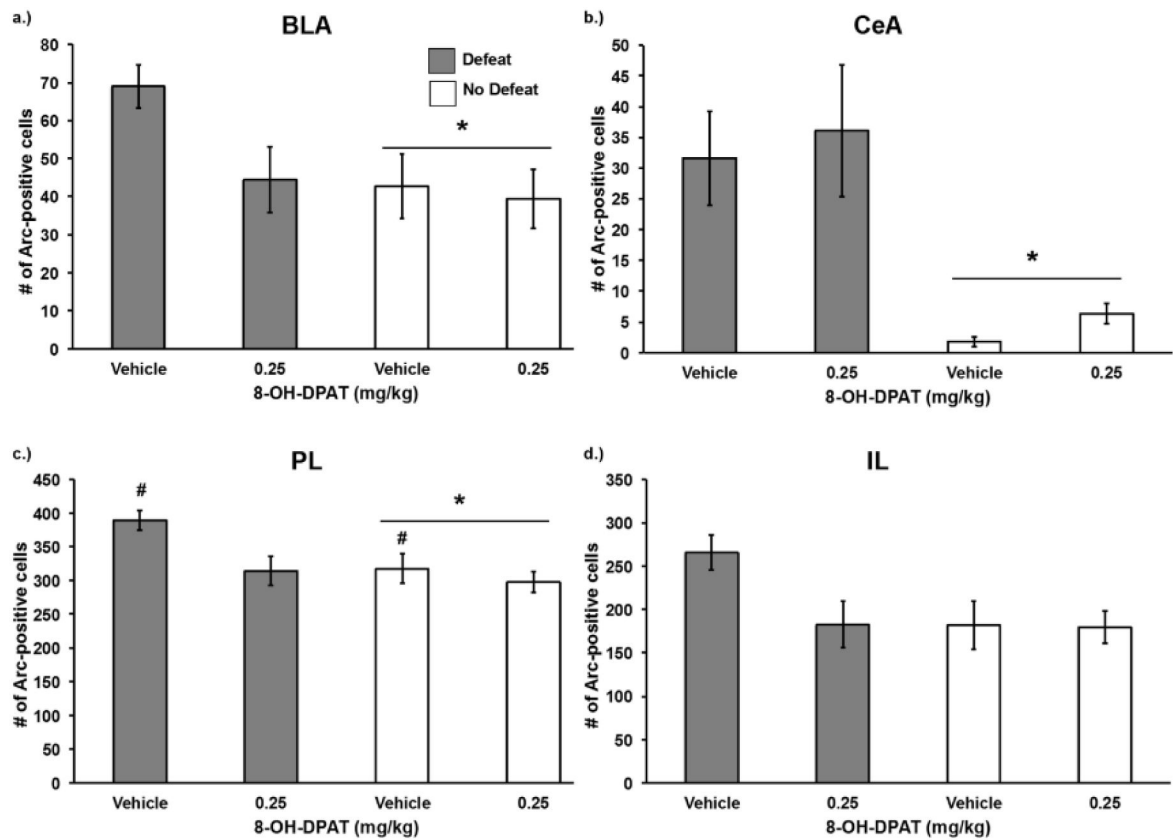 a.)
BLA
Defeat
No Defeat
*
# of Arc-positive cells
80
70
60
50
40
30
20
10
0
Vehicle 0.25 Vehicle 0.25
8-OH-DPAT (mg/kg)
b.)
CeA
*
# of Arc-positive cells
50
45
40
35
30
25
20
15
10
5
0
Vehicle 0.25 Vehicle 0.25
8-OH-DPAT (mg/kg)
c.)
PL
#
*
#
# of Arc-positive cells
450
400
350
300
250
200
150
100
50
0
Vehicle 0.25 Vehicle 0.25
8-OH-DPAT (mg/kg)
d.)
IL
# of Arc-positive cells
350
300
250
200
150
100
50
0
Vehicle 0.25 Vehicle 0.25
8-OH-DPAT (mg/kg)